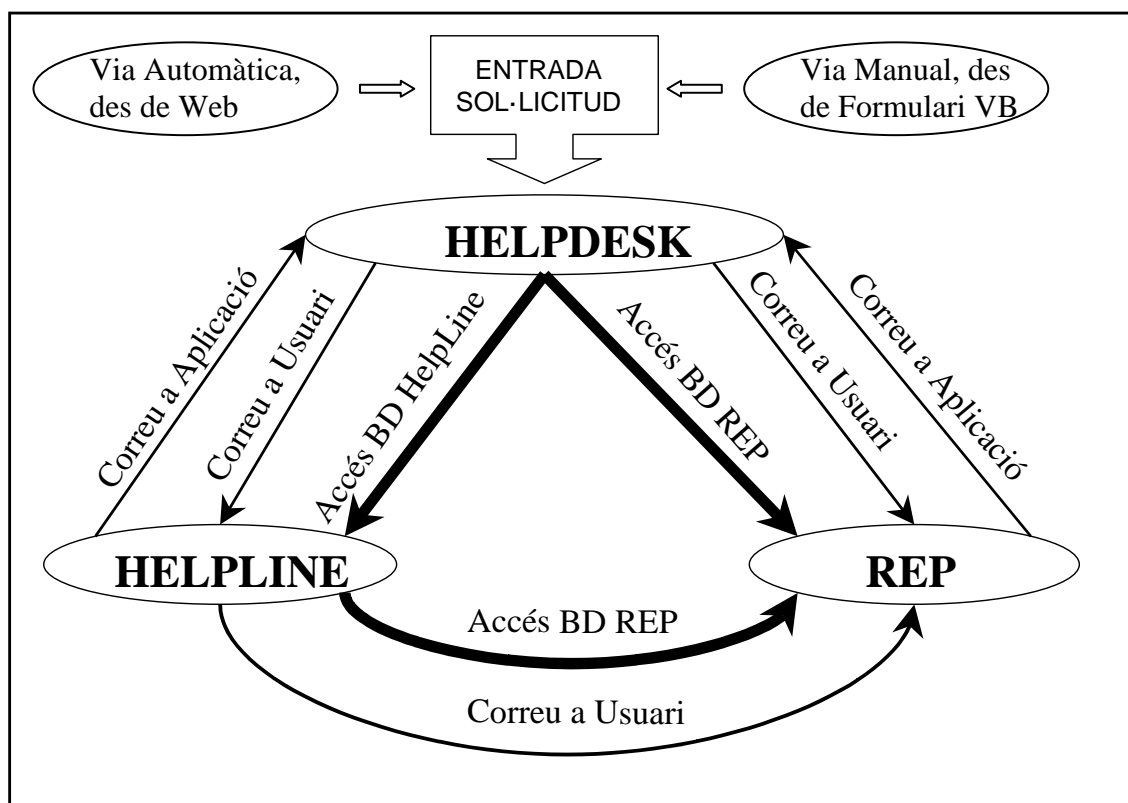 Via Automàtica,
des de Web
ENTRADA
SOL·LICITUD
Via Manual, des
de Formulari VB
HELPDESK
Correu a Aplicació
Correu a Usuari
Accés BD HelpLine
Accés BD REP
Correu a Usuari
Correu a Aplicació
HELPLINE
REP
Accés BD REP
Correu a Usuari